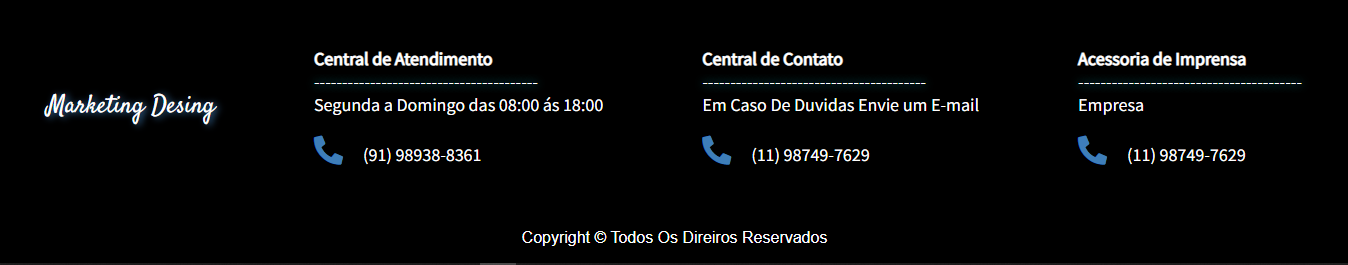 Marketing Desing
Central de Atendimento
----------------------------------------
Segunda a Domingo das 08:00 ás 18:00
(91) 98938-8361
Central de Contato
----------------------------------------
Em Caso De Duvidas Envie um E-mail
(11) 98749-7629
Acessoria de Imprensa
----------------------------------------
Empresa
(11) 98749-7629
Copyright © Todos Os Direiros Reservados